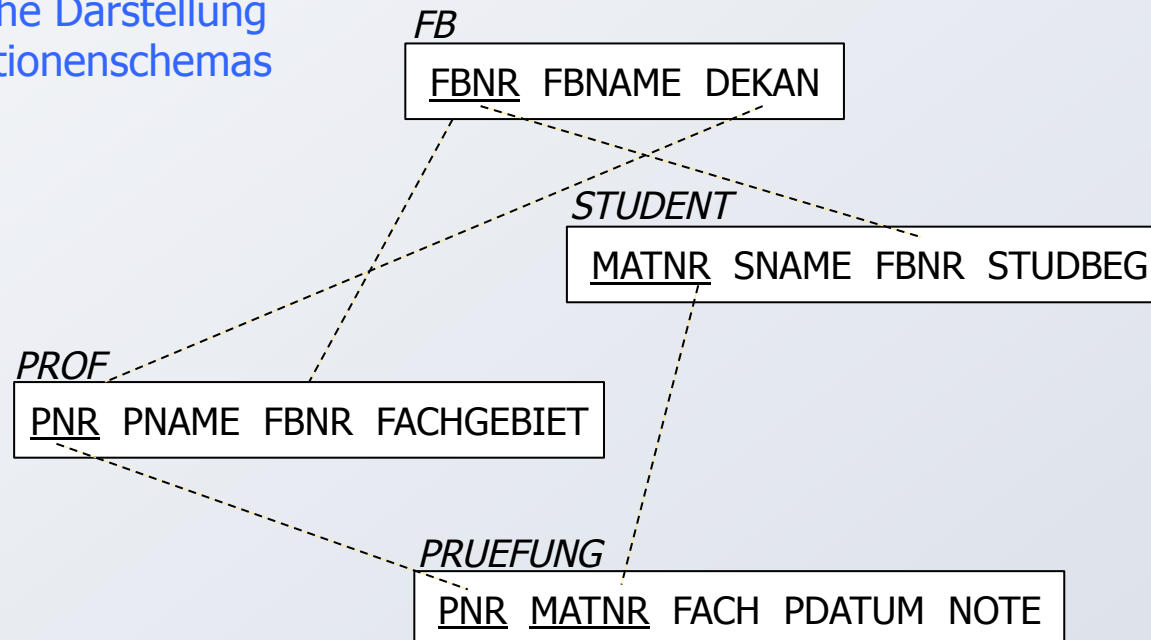 he Darstellung
tionenschemas
FB
FBNR FBNAME DEKAN
STUDENT
MATNR SNAME FBNR STUDBEG
PROF
PNR PNAME FBNR FACHGEBIET
PRUEFUNG
PNR MATNR FACH PDATUM NOTE